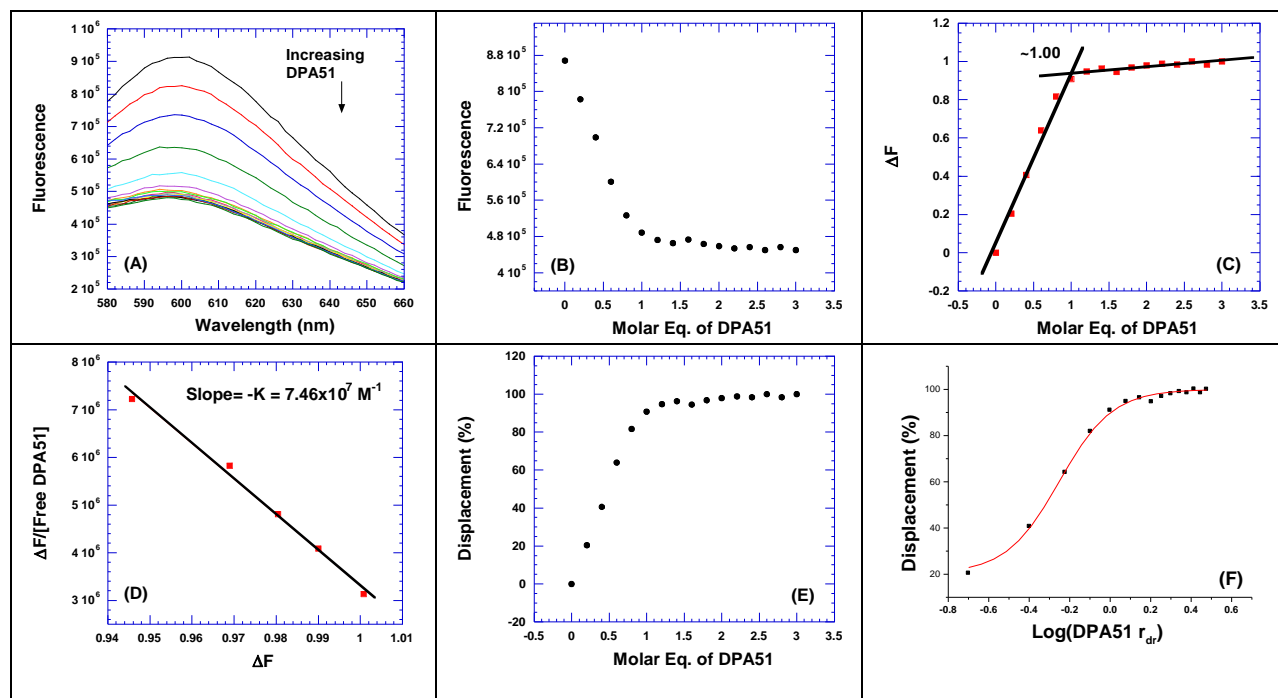 1 10⁶
9 10⁵
8 10⁵
7 10⁵
6 10⁵
5 10⁵
4 10⁵
3 10⁵
2 10⁵
Fluorescence
Increasing
DPA51
(A)
580 590 600 610 620 630 640 650 660
Wavelength (nm)
8.8 10⁵
8 10⁵
7.2 10⁵
6.4 10⁵
5.6 10⁵
4.8 10⁵
4 10⁵
Fluorescence
(B)
0 0.5 1 1.5 2 2.5 3 3.5
Molar Eq. of DPA51
1.2
1
0.8
0.6
0.4
0.2
0
-0.2
ΔF
~1.00
(C)
-0.5 0 0.5 1 1.5 2 2.5 3 3.5
Molar Eq. of DPA51
8 10⁶
7 10⁶
6 10⁶
5 10⁶
4 10⁶
3 10⁶
ΔF/[Free DPA51]
Slope= -K = 7.46x10⁷ M⁻¹
(D)
0.94 0.95 0.96 0.97 0.98 0.99 1 1.01
ΔF
120
100
80
60
40
20
0
-20
Displacement (%)
(E)
-0.5 0 0.5 1 1.5 2 2.5 3 3.5
Molar Eq. of DPA51
100
80
60
40
20
Displacement (%)
(F)
-0.8 -0.6 -0.4 -0.2 0.0 0.2 0.4 0.6
Log(DPA51 r_dr)